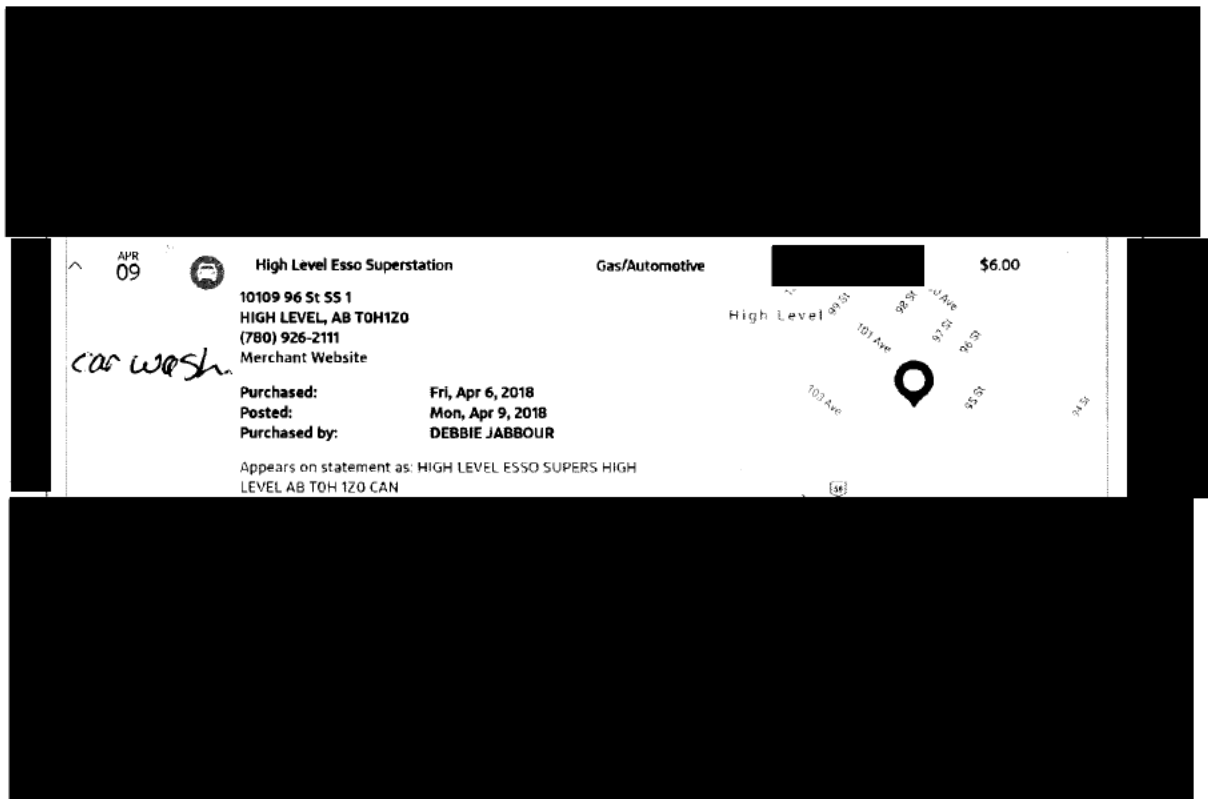 APR
09
High Level Esso Superstation Gas/Automotive $6.00
10109 96 St SS 1
HIGH LEVEL, AB T0H1Z0
(780) 926-2111
Merchant Website
car wash.
Purchased: Fri, Apr 6, 2018
Posted: Mon, Apr 9, 2018
Purchased by: DEBBIE JABBOUR
Appears on statement as: HIGH LEVEL ESSO SUPERS HIGH
LEVEL AB T0H 1Z0 CAN
High Level
99 St
98 St
Ave
101 Ave
97 St
96 St
103 Ave
95 St
94 St